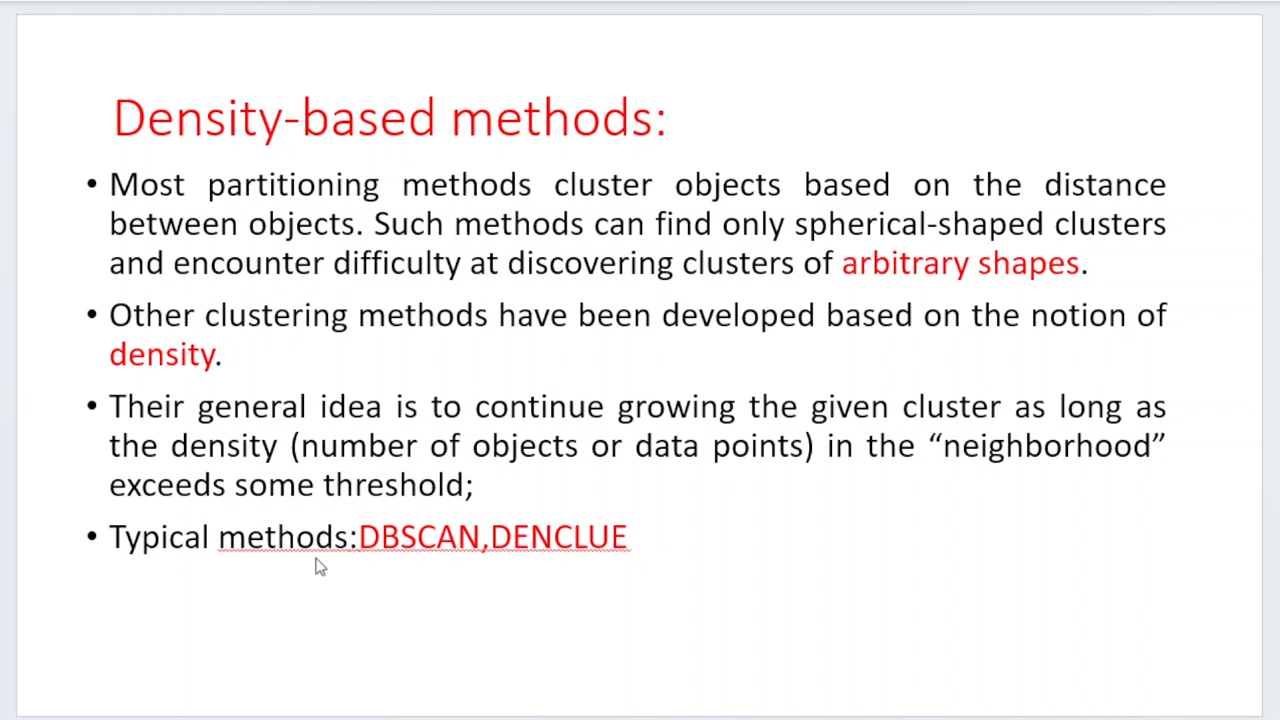 Density-based methods:
• Most partitioning methods cluster objects based on the distance
between objects. Such methods can find only spherical-shaped clusters
and encounter difficulty at discovering clusters of arbitrary shapes.
• Other clustering methods have been developed based on the notion of
density.
• Their general idea is to continue growing the given cluster as long as
the density (number of objects or data points) in the “neighborhood”
exceeds some threshold;
• Typical methods:DBSCAN,DENCLUE